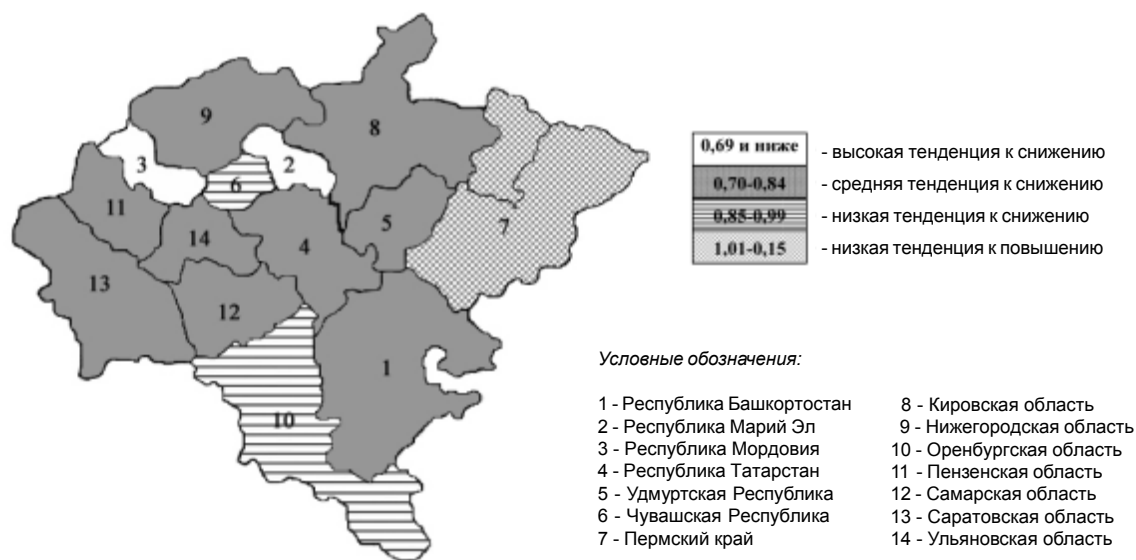 9
8
3
2
6
11
5
7
14
4
13
12
1
10
0,69 и ниже - высокая тенденция к снижению
0,70-0,84 - средняя тенденция к снижению
0,85-0,99 - низкая тенденция к снижению
1,01-0,15 - низкая тенденция к повышению
Условные обозначения:
1 - Республика Башкортостан
2 - Республика Марий Эл
3 - Республика Мордовия
4 - Республика Татарстан
5 - Удмуртская Республика
6 - Чувашская Республика
7 - Пермский край
8 - Кировская область
9 - Нижегородская область
10 - Оренбургская область
11 - Пензенская область
12 - Самарская область
13 - Саратовская область
14 - Ульяновская область